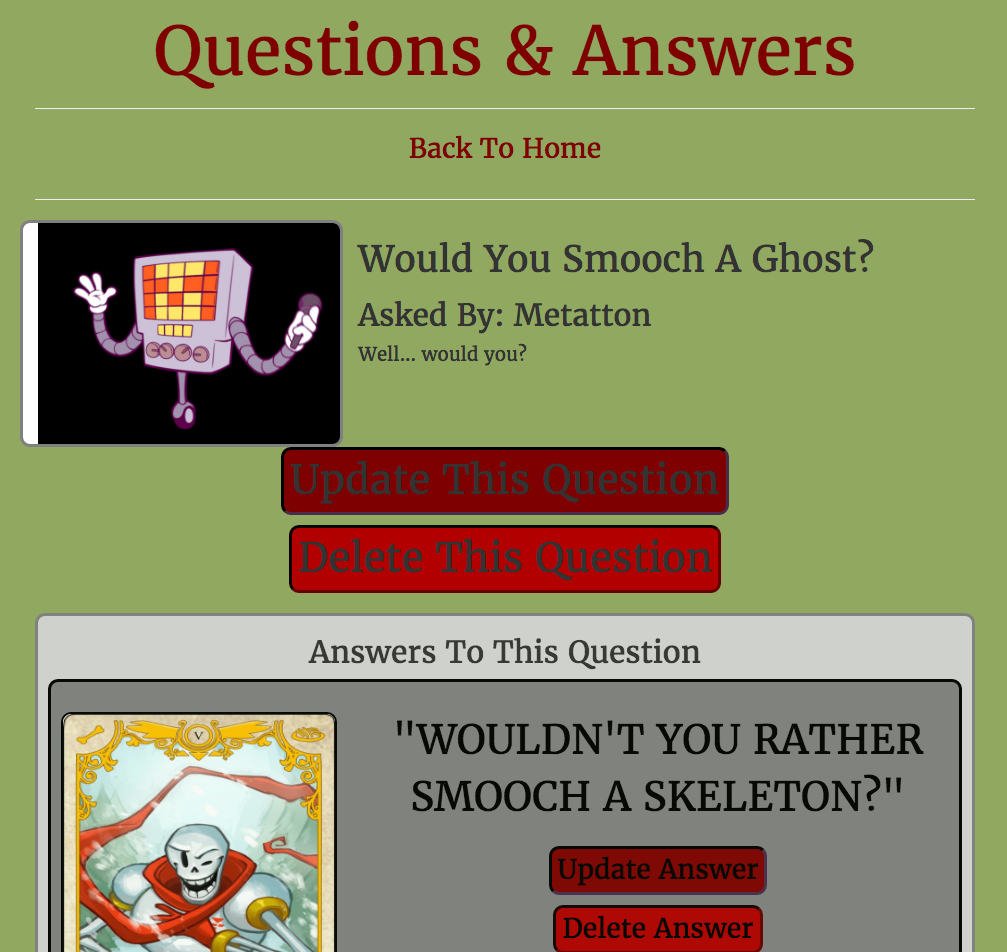 Questions & Answers
Back To Home
Would You Smooch A Ghost?
Asked By: Metatton
Well... would you?
Update This Question
Delete This Question
Answers To This Question
V
"WOULDN'T YOU RATHER
SMOOCH A SKELETON?"
Update Answer
Delete Answer